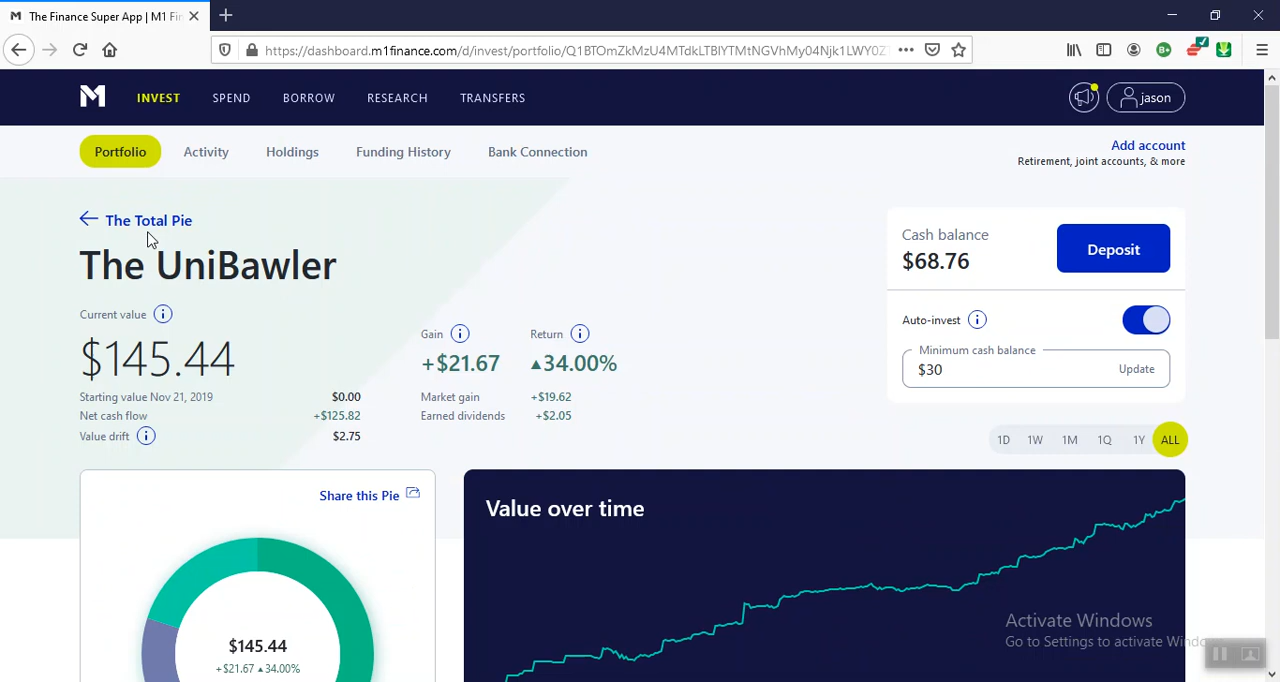 The Finance Super App | M1 Fin
https://dashboard.m1finance.com/d/invest/portfolio/
INVEST SPEND BORROW RESEARCH TRANSFERS
jason
Portfolio Activity Holdings Funding History Bank Connection
Add account
Retirement, joint accounts, & more
The Total Pie
The UniBawler
Current value
$145.44
Starting value Nov 21, 2019 $0.00
Net cash flow +$125.82
Value drift $2.75
Gain Return
+$21.67 ▲34.00%
Market gain +$19.62
Earned dividends +$2.05
Cash balance
$68.76
Deposit
Auto-invest
Minimum cash balance
$30 Update
1D 1W 1M 1Q 1Y ALL
Share this Pie
$145.44
+$21.67 ▲34.00%
Value over time
Activate Windows
Go to Settings to activate